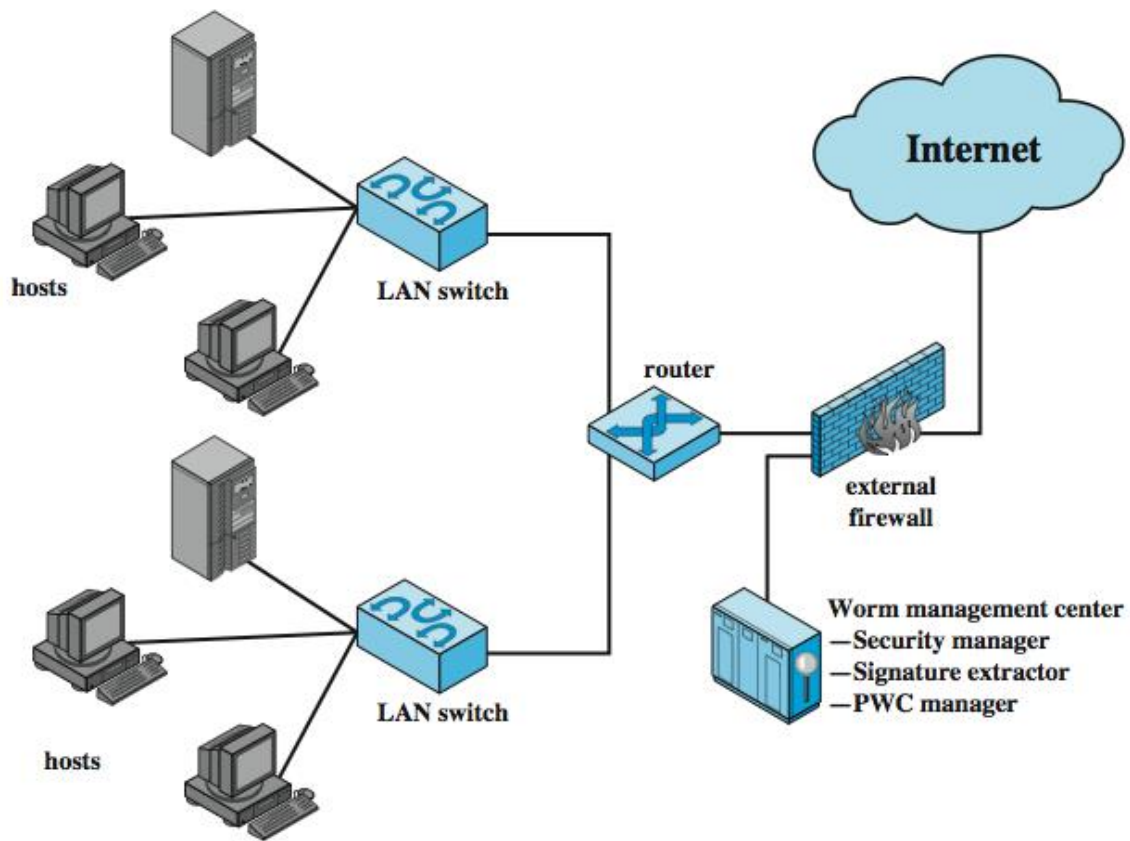 Internet
hosts
LAN switch
router
external
firewall
Worm management center
—Security manager
—Signature extractor
—PWC manager
LAN switch
hosts